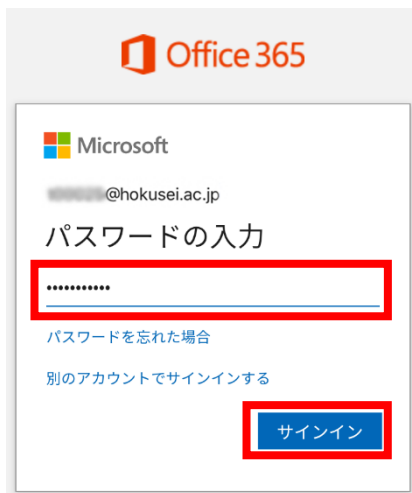 Office 365
Microsoft
@hokusei.ac.jp
パスワードの入力
•••••••••••
パスワードを忘れた場合
別のアカウントでサインインする
サインイン